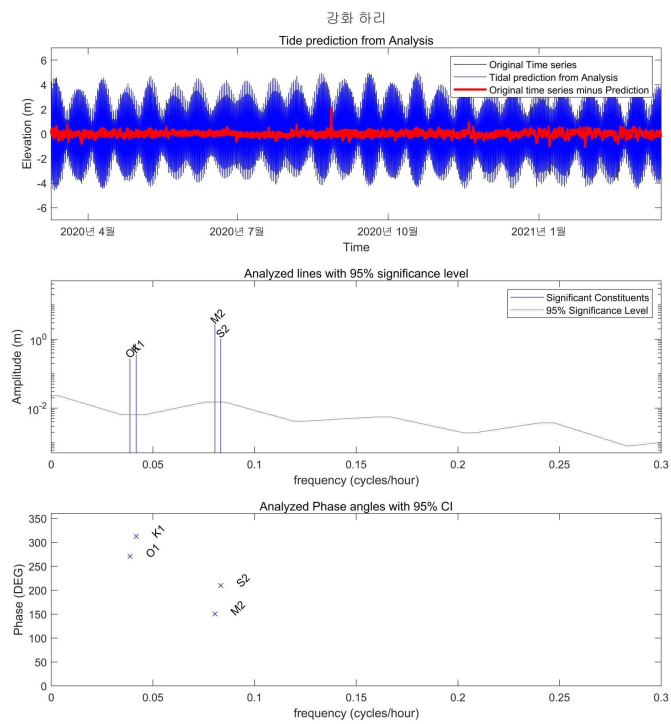 강화 하리
Tide prediction from Analysis
Original Time series
Tidal prediction from Analysis
Original time series minus Prediction
Elevation (m)
6
4
2
0
-2
-4
-6
2020년 4월
2020년 7월
2020년 10월
2021년 1월
Time
Analyzed lines with 95% significance level
Significant Constituents
95% Significance Level
Amplitude (m)
10^0
10^-2
O1
K1
M2
S2
0
0.05
0.1
0.15
0.2
0.25
0.3
frequency (cycles/hour)
Analyzed Phase angles with 95% CI
Phase (DEG)
350
300
250
200
150
100
50
0
K1
O1
S2
M2
0
0.05
0.1
0.15
0.2
0.25
0.3
frequency (cycles/hour)